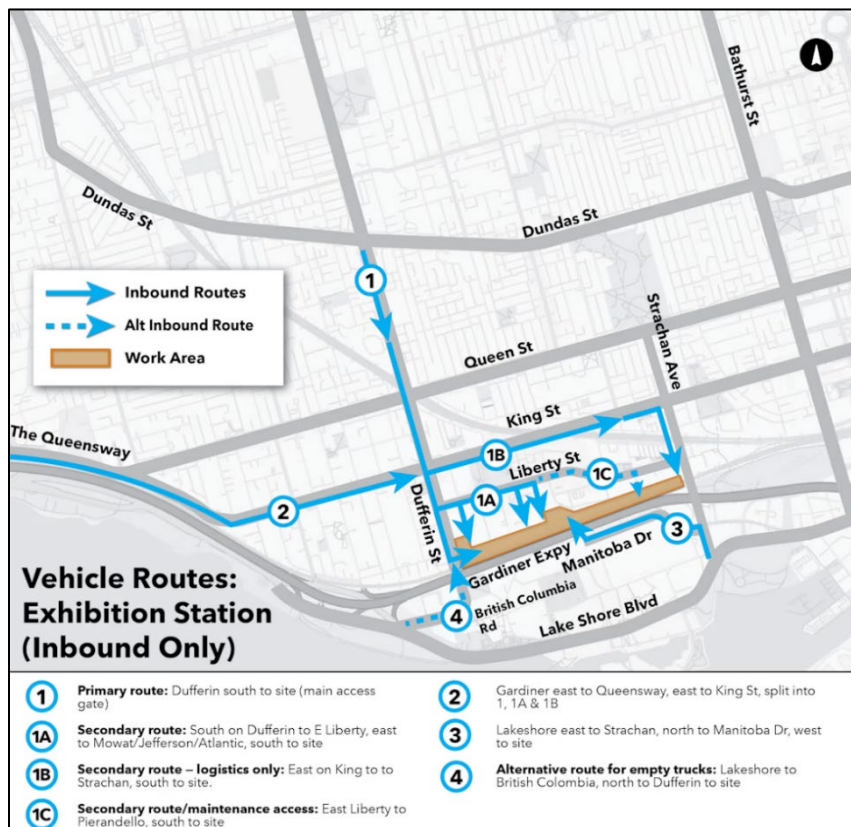 Bathurst St
Dundas St
Dundas St
1
Inbound Routes
Alt Inbound Route
Work Area
Strachan Ave
Queen St
King St
The Queensway
1B
Liberty St
1C
2
Dufferin St
1A
Gardiner Expy
Manitoba Dr
3
Vehicle Routes:
Exhibition Station
(Inbound Only)
4
British Columbia
Rd
Lake Shore Blvd
1
Primary route: Dufferin south to site (main access
gate)
1A
Secondary route: South on Dufferin to E Liberty, east
to Mowat/Jefferson/Atlantic, south to site
1B
Secondary route – logistics only: East on King to to
Strachan, south to site.
1C
Secondary route/maintenance access: East Liberty to
Pierandello, south to site
2
Gardiner east to Queensway, east to King St, split into
1, 1A & 1B
3
Lakeshore east to Strachan, north to Manitoba Dr, west
to site
4
Alternative route for empty trucks: Lakeshore to
British Colombia, north to Dufferin to site